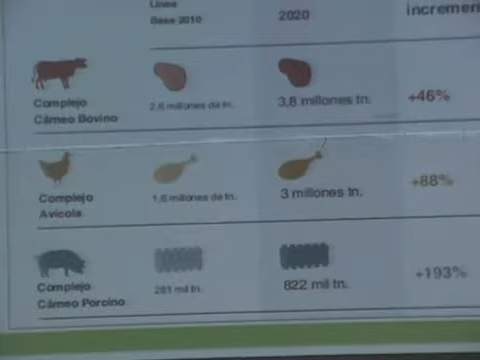 Línea
Base 2010
2020
incremen
Complejo
Cárneo Bovino
2,6 millones de tn.
3,8 millones tn.
+46%
Complejo
Avícola
1,6 millones de tn.
3 millones tn.
+88%
Complejo
Cárneo Porcino
281 mil tn.
822 mil tn.
+193%